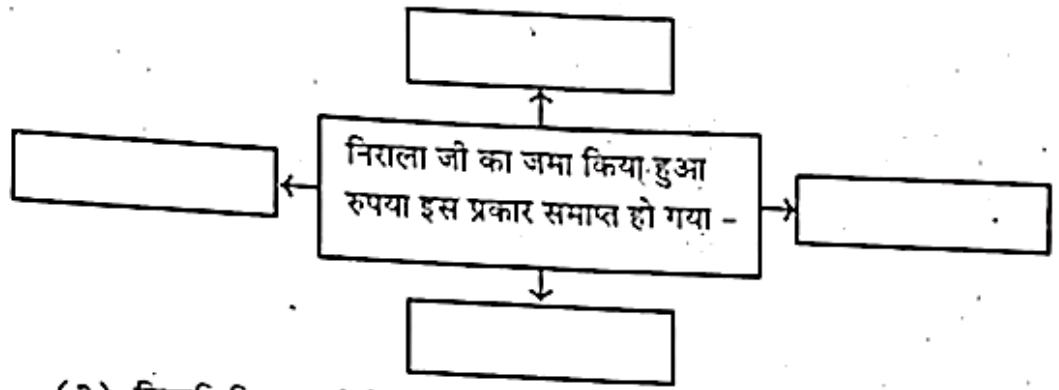 निराला जी का जमा किया हुआ
रुपया इस प्रकार समाप्त हो गया -